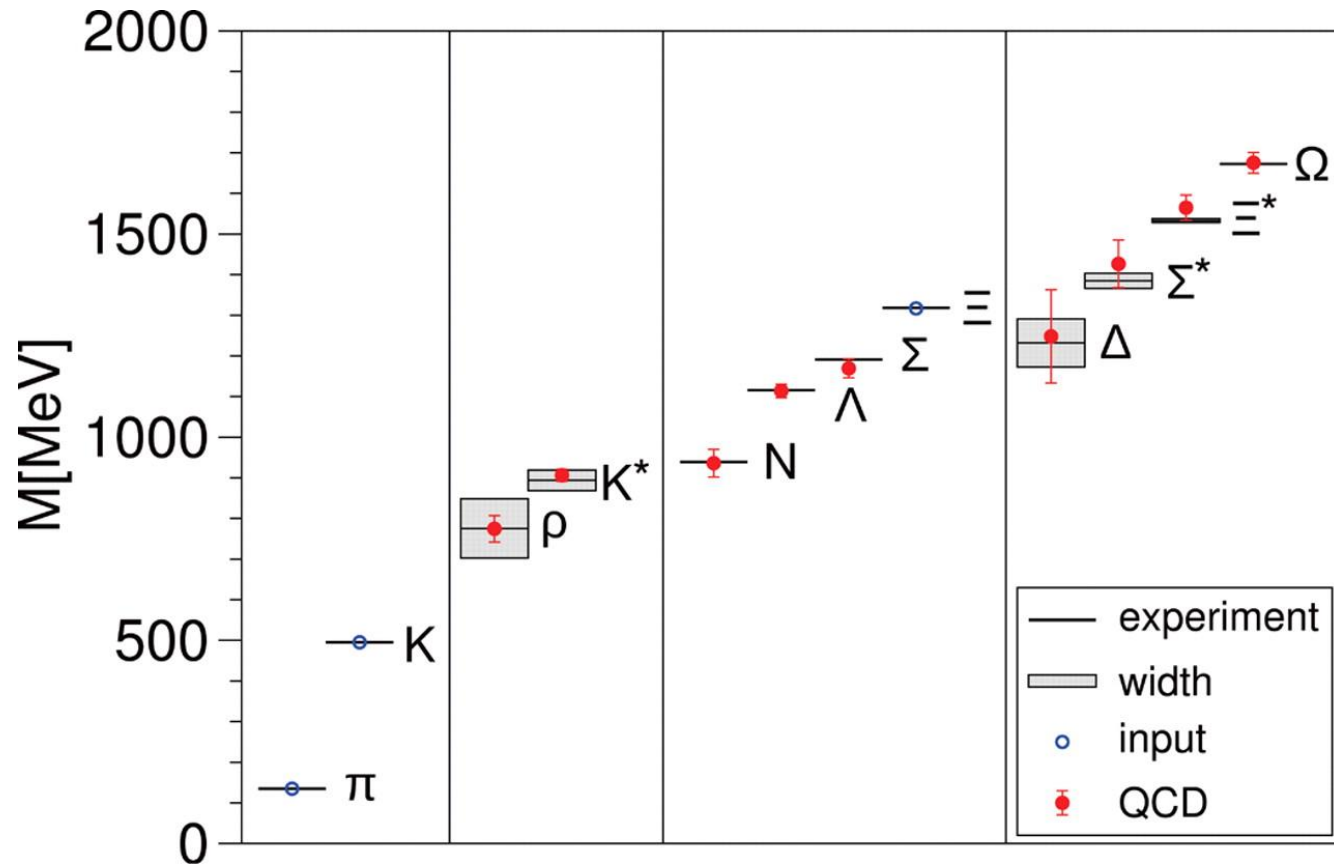 2000
1500
1000
500
0
M[MeV]
π
K
ρ
K*
N
Λ
Σ
Ξ
Δ
Σ*
Ξ*
Ω
experiment
width
input
QCD